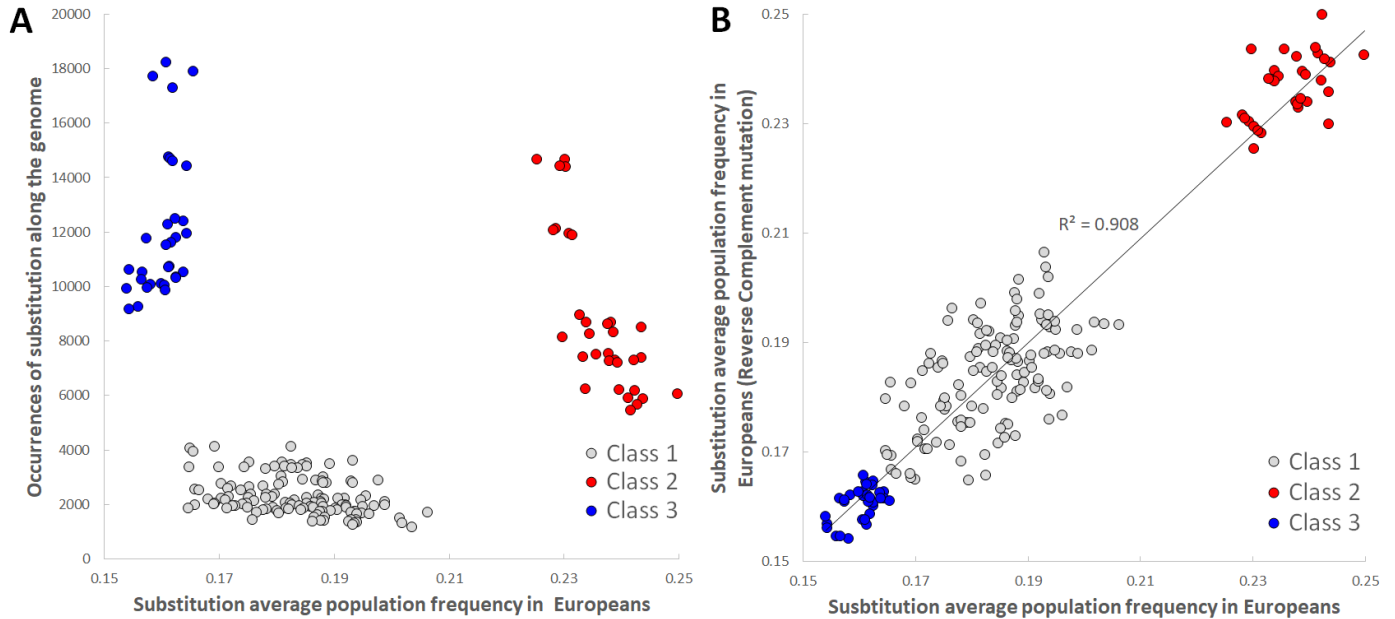 A
Occurrences of substitution along the genome
20000
18000
16000
14000
12000
10000
8000
6000
4000
2000
0
0.15
0.17
0.19
0.21
0.23
0.25
Substitution average population frequency in Europeans
Class 1
Class 2
Class 3
B
Substitution average population frequency in
Europeans (Reverse Complement mutation)
0.25
0.23
0.21
0.19
0.17
0.15
0.15
0.17
0.19
0.21
0.23
0.25
Susbtitution average population frequency in Europeans
R² = 0.908
Class 1
Class 2
Class 3